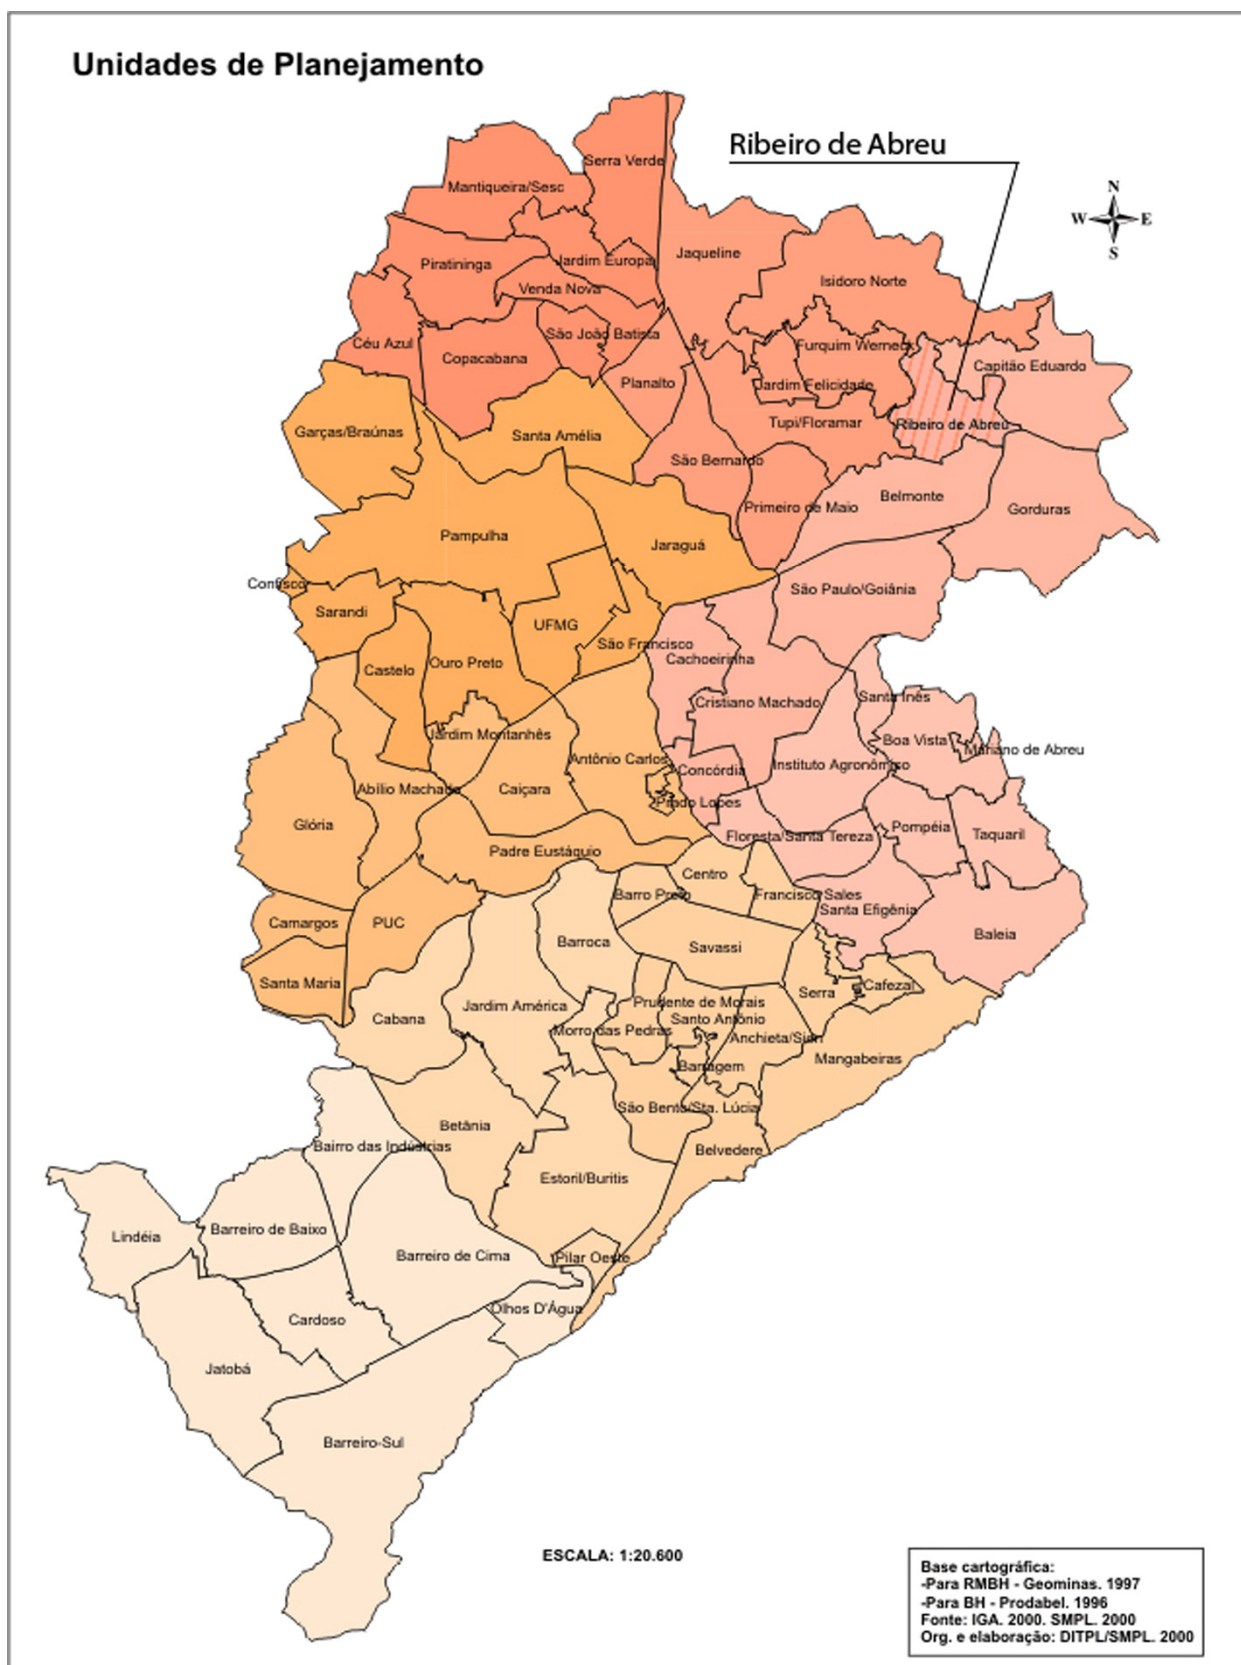 Unidades de Planejamento
Ribeiro de Abreu
Serra Verde
Mantiqueira/Sesc
N
W E
S
Jaqueline
Jardim Europa
Piratininga
Isidoro Norte
Venda Nova
São João Batista
Céu Azul
Copacabana
Furquim Werneck
Capitão Eduardo
Planalto
Jardim Felicidade
Tupi/Floramar
Ribeiro de Abreu
Garças/Braúnas
Santa Amélia
São Bernardo
Belmonte
Primeiro de Maio
Gorduras
Pampulha
Jaraguá
Confisco
São Paulo/Goiânia
Sarandi
UFMG
São Francisco
Cachoeirinha
Ouro Preto
Castelo
Santa Inês
Cristiano Machado
Jardim Montanhês
Boa Vista
Mariano de Abreu
Antônio Carlos
Concórdia
Instituto Agronômico
Abílio Machado
Caiçara
Prado Lopes
Glória
Pompéia
Taquaril
Floresta/Santa Tereza
Padre Eustáquio
Centro
Barro Preto
Francisco Sales
Santa Efigênia
Camargos
PUC
Baleia
Barroca
Savassi
Santa Maria
Serra
Cafezal
Prudente de Morais
Jardim América
Cabana
Santo Antônio
Morro das Pedras
Anchieta/Sion
Mangabeiras
Barragem
São Bento/Sta. Lúcia
Betânia
Bairro das Indústrias
Belvedere
Estoril/Buritis
Barreiro de Baixo
Lindéia
Barreiro de Cima
Pilar Oeste
Olhos D'Água
Cardoso
Jatobá
Barreiro-Sul
ESCALA: 1:20.600
Base cartográfica:
-Para RMBH - Geominas. 1997
-Para BH - Prodabel. 1996
Fonte: IGA. 2000. SMPL. 2000
Org. e elaboração: DITPL/SMPL. 2000